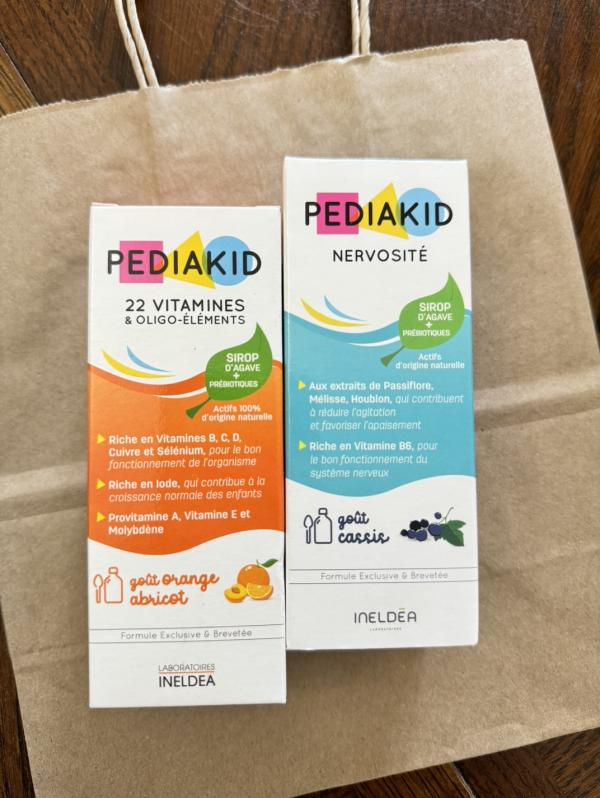 PEDIAKID
22 VITAMINES
& OLIGO-ÉLÉMENTS
SIROP
D'AGAVE
+
PRÉBIOTIQUES
Actifs 100%
d'origine naturelle
Riche en Vitamines B, C, D,
Cuivre et Sélénium, pour le bon
fonctionnement de l'organisme
Riche en Iode, qui contribue à la
croissance normale des enfants
Provitamine A, Vitamine E et
Molybdène
goût orange
abricot
Formule Exclusive & Brevetée
LABORATOIRES
INELDEA
PEDIAKID
NERVOSITÉ
SIROP
D'AGAVE
+
PRÉBIOTIQUES
Actifs
d'origine naturelle
Aux extraits de Passiflore,
Mélisse, Houblon, qui contribuent
à réduire l'agitation
et favoriser l'apaisement
Riche en Vitamine B6, pour
le bon fonctionnement du
système nerveux
goût
cassis
Formule Exclusive & Brevetée
INELDĒA
LABORATOIRES